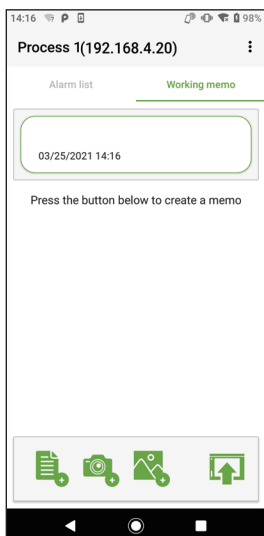 14:16 98%
Process 1(192.168.4.20)
Alarm list Working memo
03/25/2021 14:16
Press the button below to create a memo